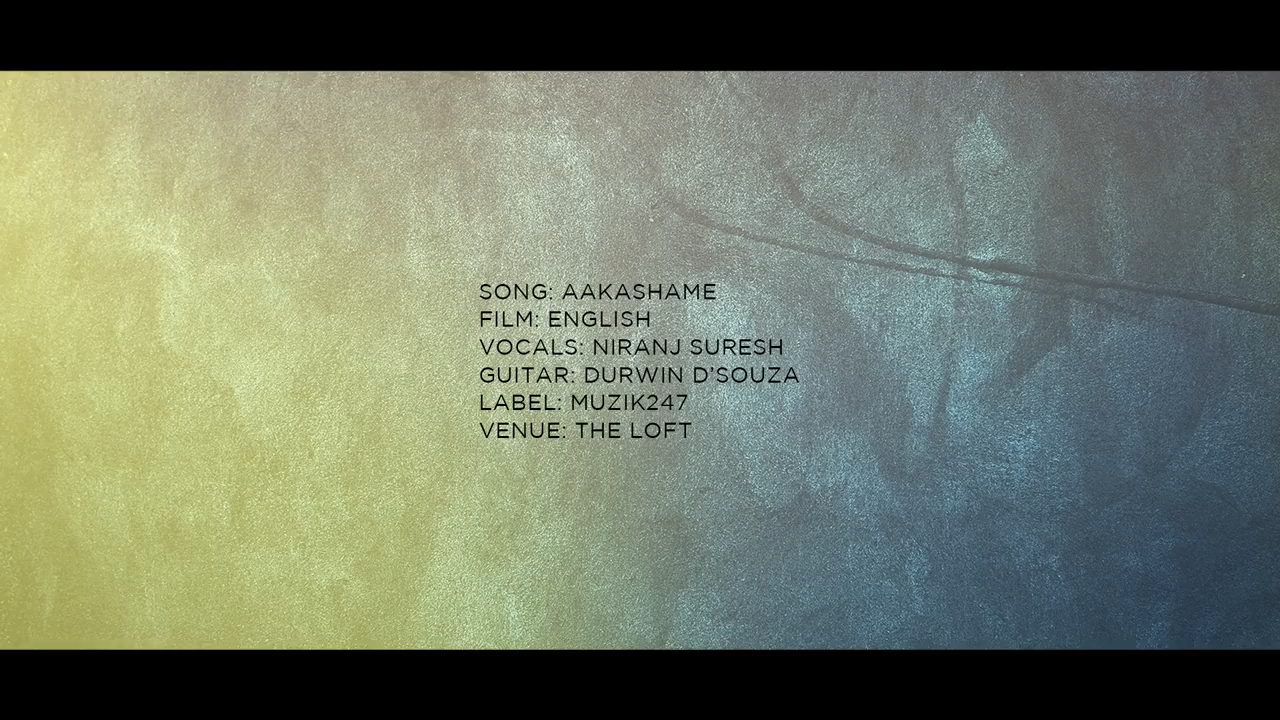 SONG: AAKASHAME
FILM: ENGLISH
VOCALS: NIRANJ SURESH
GUITAR: DURWIN D'SOUZA
LABEL: MUZIK247
VENUE: THE LOFT